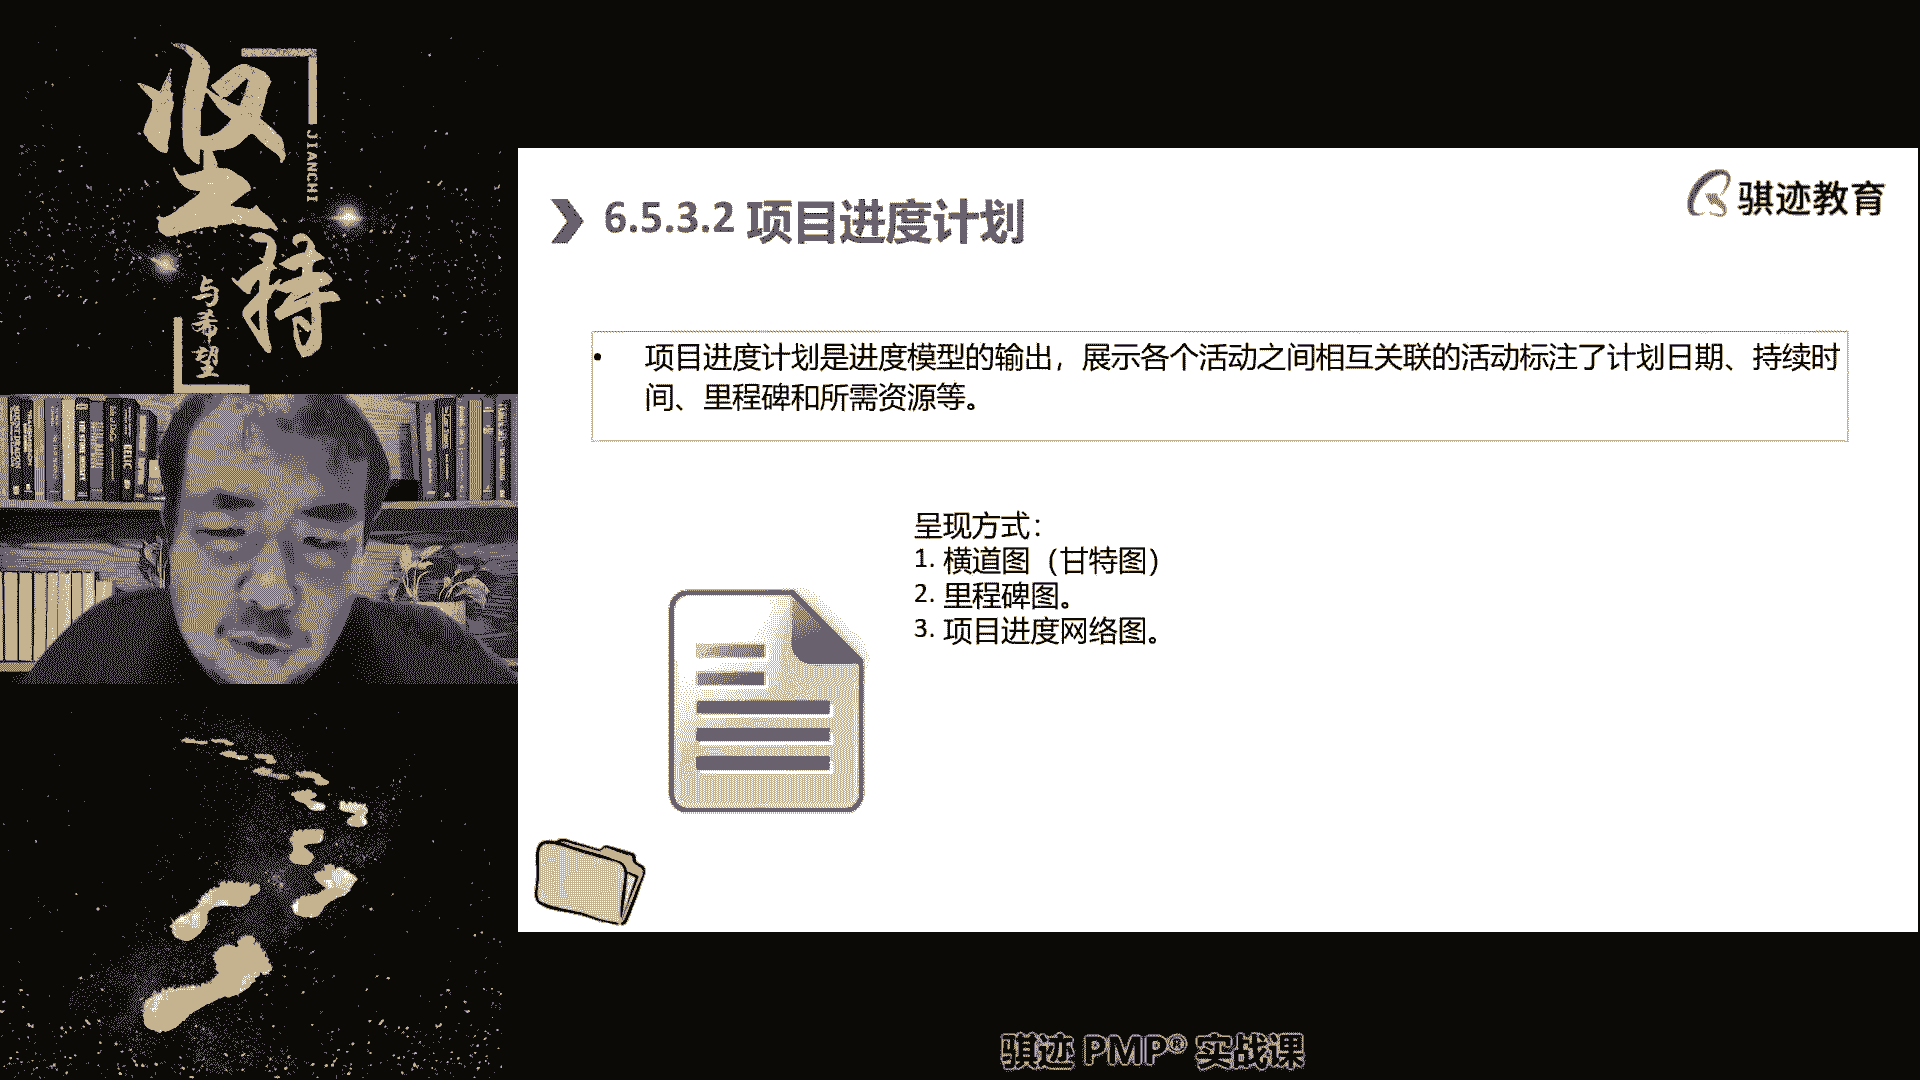 坚持
JIANCHI
与希望
骐迹教育
6.5.3.2 项目进度计划
• 项目进度计划是进度模型的输出，展示各个活动之间相互关联的活动标注了计划日期、持续时
间、里程碑和所需资源等。
呈现方式：
1. 横道图（甘特图）
2. 里程碑图。
3. 项目进度网络图。
骐迹 PMP® 实战课